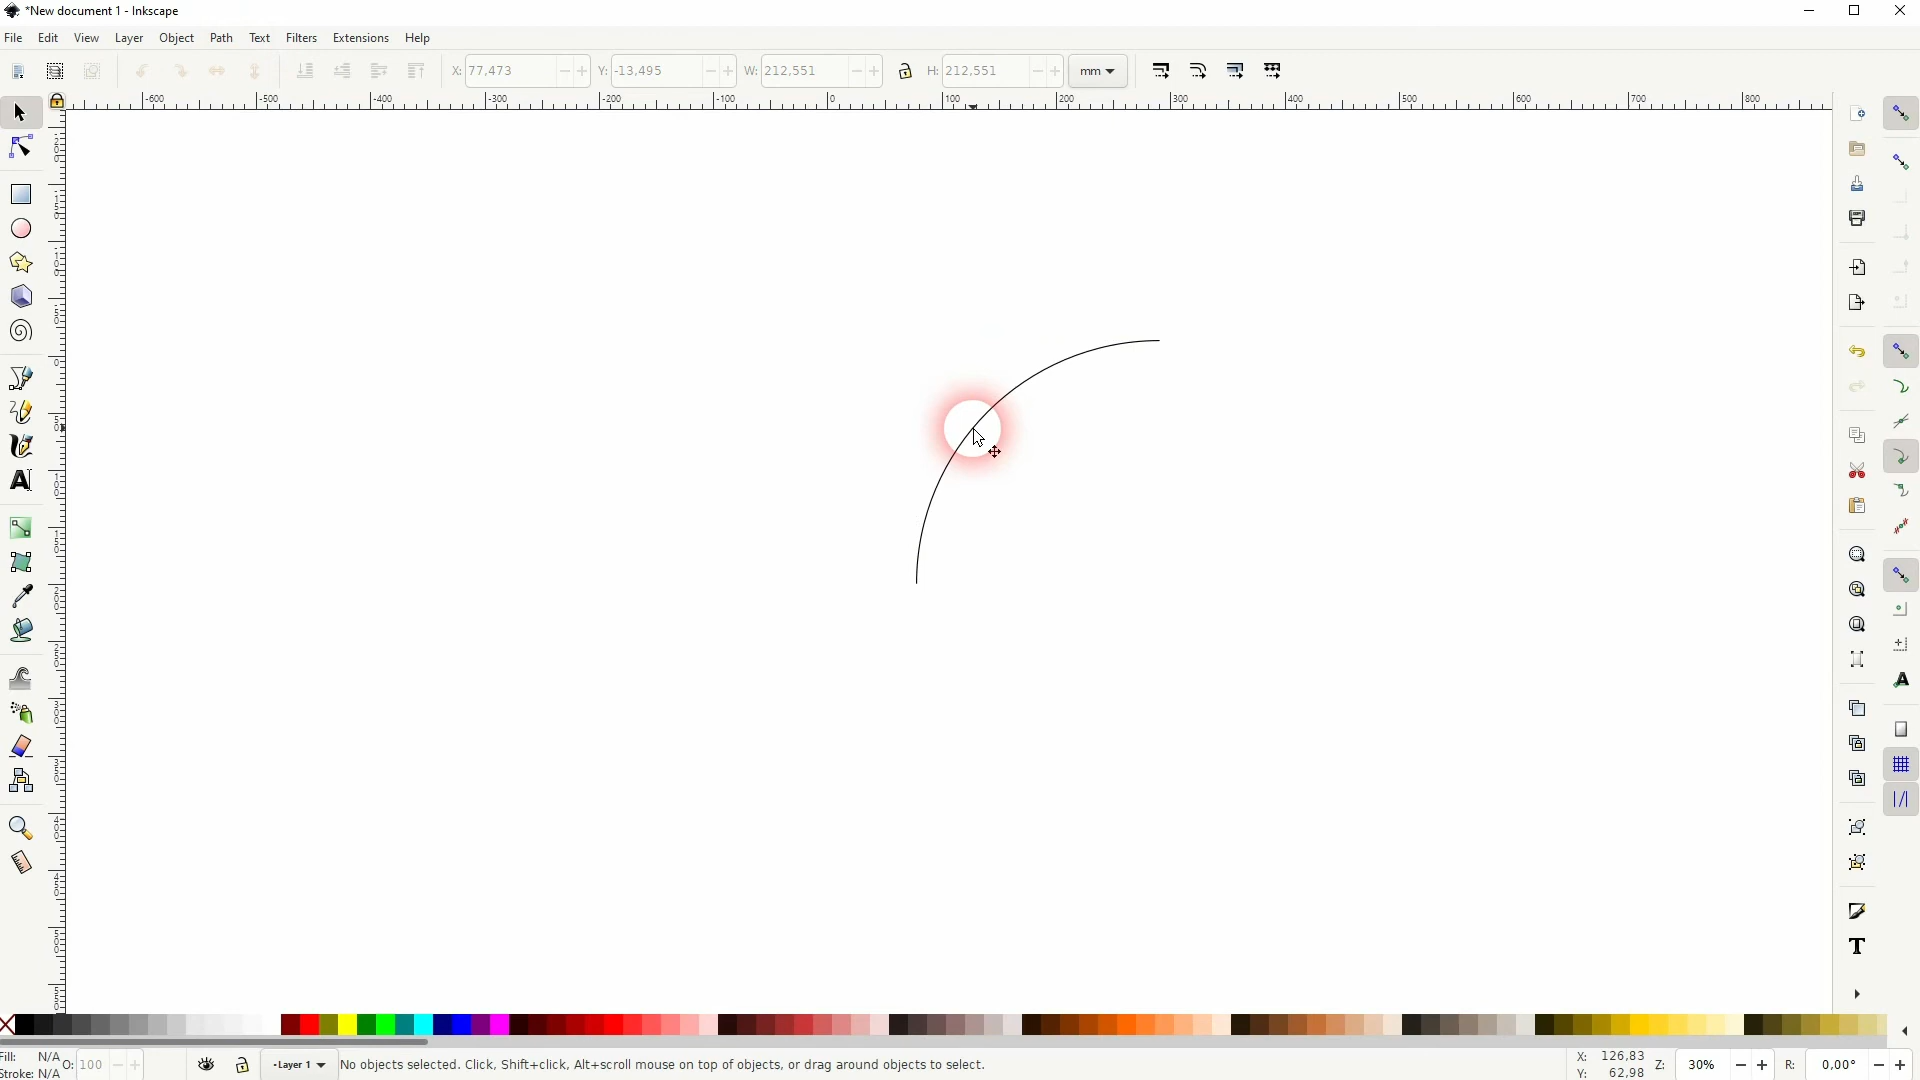 *New document 1 - Inkscape
File Edit View Layer Object Path Text Filters Extensions Help
X: 77,473 Y: -13,495 W: 212,551 H: 212,551 mm
-600 -500 -400 -300 -200 -100 0 100 200 300 400 500 600 700 800
Fill: N/A O: 100 -Layer 1 No objects selected. Click, Shift+click, Alt+scroll mouse on top of objects, or drag around objects to select. X: 126,83 Z: 30% R: 0,00°
Stroke: N/A Y: 62,98